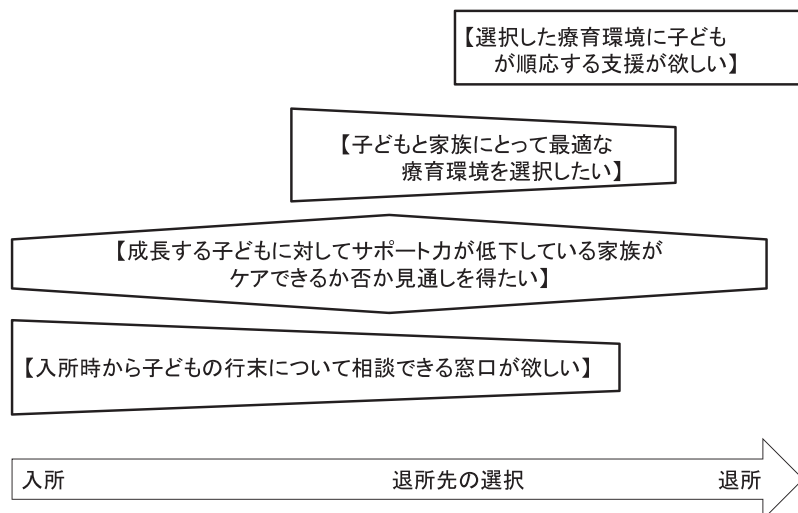 【選択した療育環境に子ども
が順応する支援が欲しい】
【子どもと家族にとって最適な
療育環境を選択したい】
【成長する子どもに対してサポート力が低下している家族が
ケアできるか否か見通しを得たい】
【入所時から子どもの行末について相談できる窓口が欲しい】
入所 退所先の選択 退所